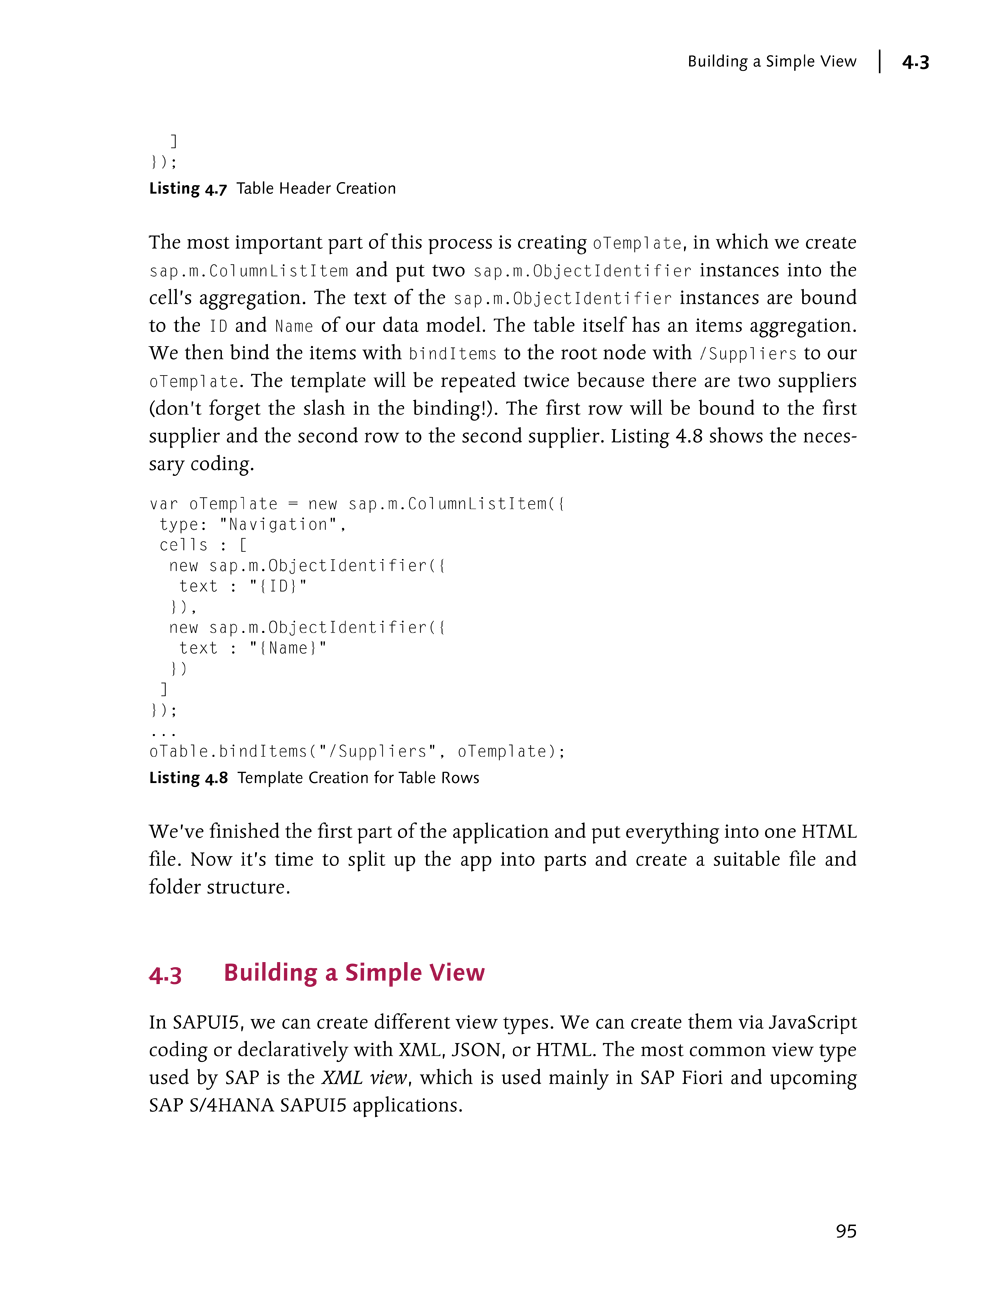 Building a Simple View | 4.3
]
});
Listing 4.7 Table Header Creation
The most important part of this process is creating oTemplate, in which we create
sap.m.ColumnListItem and put two sap.m.ObjectIdentifier instances into the
cell's aggregation. The text of the sap.m.ObjectIdentifier instances are bound
to the ID and Name of our data model. The table itself has an items aggregation.
We then bind the items with bindItems to the root node with /Suppliers to our
oTemplate. The template will be repeated twice because there are two suppliers
(don't forget the slash in the binding!). The first row will be bound to the first
supplier and the second row to the second supplier. Listing 4.8 shows the neces-
sary coding.
var oTemplate = new sap.m.ColumnListItem({
 type: "Navigation",
 cells : [
  new sap.m.ObjectIdentifier({
   text : "{ID}"
  }),
  new sap.m.ObjectIdentifier({
   text : "{Name}"
  })
 ]
});
...
oTable.bindItems("/Suppliers", oTemplate);
Listing 4.8 Template Creation for Table Rows
We've finished the first part of the application and put everything into one HTML
file. Now it's time to split up the app into parts and create a suitable file and
folder structure.
4.3 Building a Simple View
In SAPUI5, we can create different view types. We can create them via JavaScript
coding or declaratively with XML, JSON, or HTML. The most common view type
used by SAP is the XML view, which is used mainly in SAP Fiori and upcoming
SAP S/4HANA SAPUI5 applications.
95